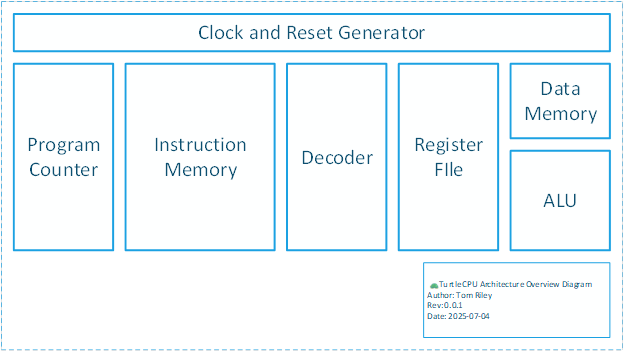 Clock and Reset Generator
Program
Counter
Instruction
Memory
Decoder
Register
FIle
Data
Memory
ALU
TurtleCPU Architecture Overview Diagram
Author: Tom Riley
Rev: 0.0.1
Date: 2025-07-04